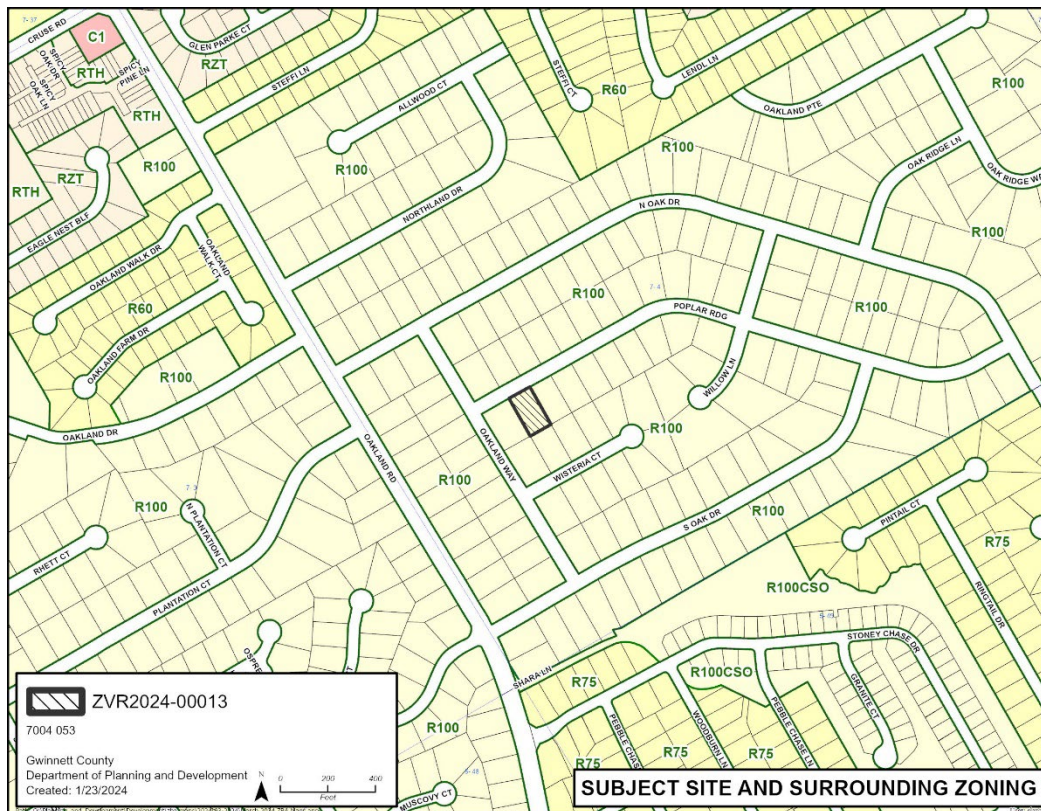 7-37
CRUSE RD
C1
GLEN PARKE CT
RZT
SPICY OAK DR
RTH
SPICY PINE LN
SPICY OAK LN
RTH
STEFFI LN
STEFFI CT
R60
LENDL LN
ALLWOOD CT
OAKLAND PTE
R100
R100
R100
R100
OAK RIDGE LN
RZT
RTH
EAGLE NEST BLF
NORTHLAND DR
N OAK DR
R100
OAKLAND WALK DR
OAKLAND WALK CT
R60
R100
7-4
POPLAR RDG
R100
OAKLAND FARM DR
R100
OAKLAND DR
OAKLAND RD
OAKLAND WAY
WILLOW LN
R100
WISTERIA CT
R100
S OAK DR
R100
7-3
R100
N PLANTATION CT
RHETT CT
PLANTATION CT
PINTAIL CT
R75
R100CSO
RINGTAIL DR
STONEY CHASE DR
SHARA LN
R100CSO
R75
GRANITE CT
PEBBLE CHASE LN
WOODBURN LN
R75
R75
R100
MUSCOVY CT
ZVR2024-00013
7004 053
Gwinnett County
Department of Planning and Development
Created: 1/23/2024
N
0 200 400
Feet
SUBJECT SITE AND SURROUNDING ZONING